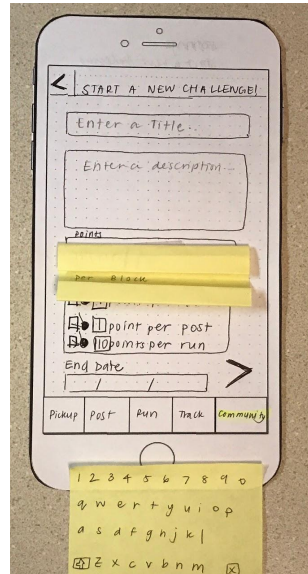 < START A NEW CHALLENGE!
Enter a Title..
Enter a description...
Points
per Block
1 point per post
10 points per run
End Date
/ /
>
Pickup Post Run Track Community
1 2 3 4 5 6 7 8 9 0
q w e r t y u i o p
a s d f g h j k l
z x c v b n m x